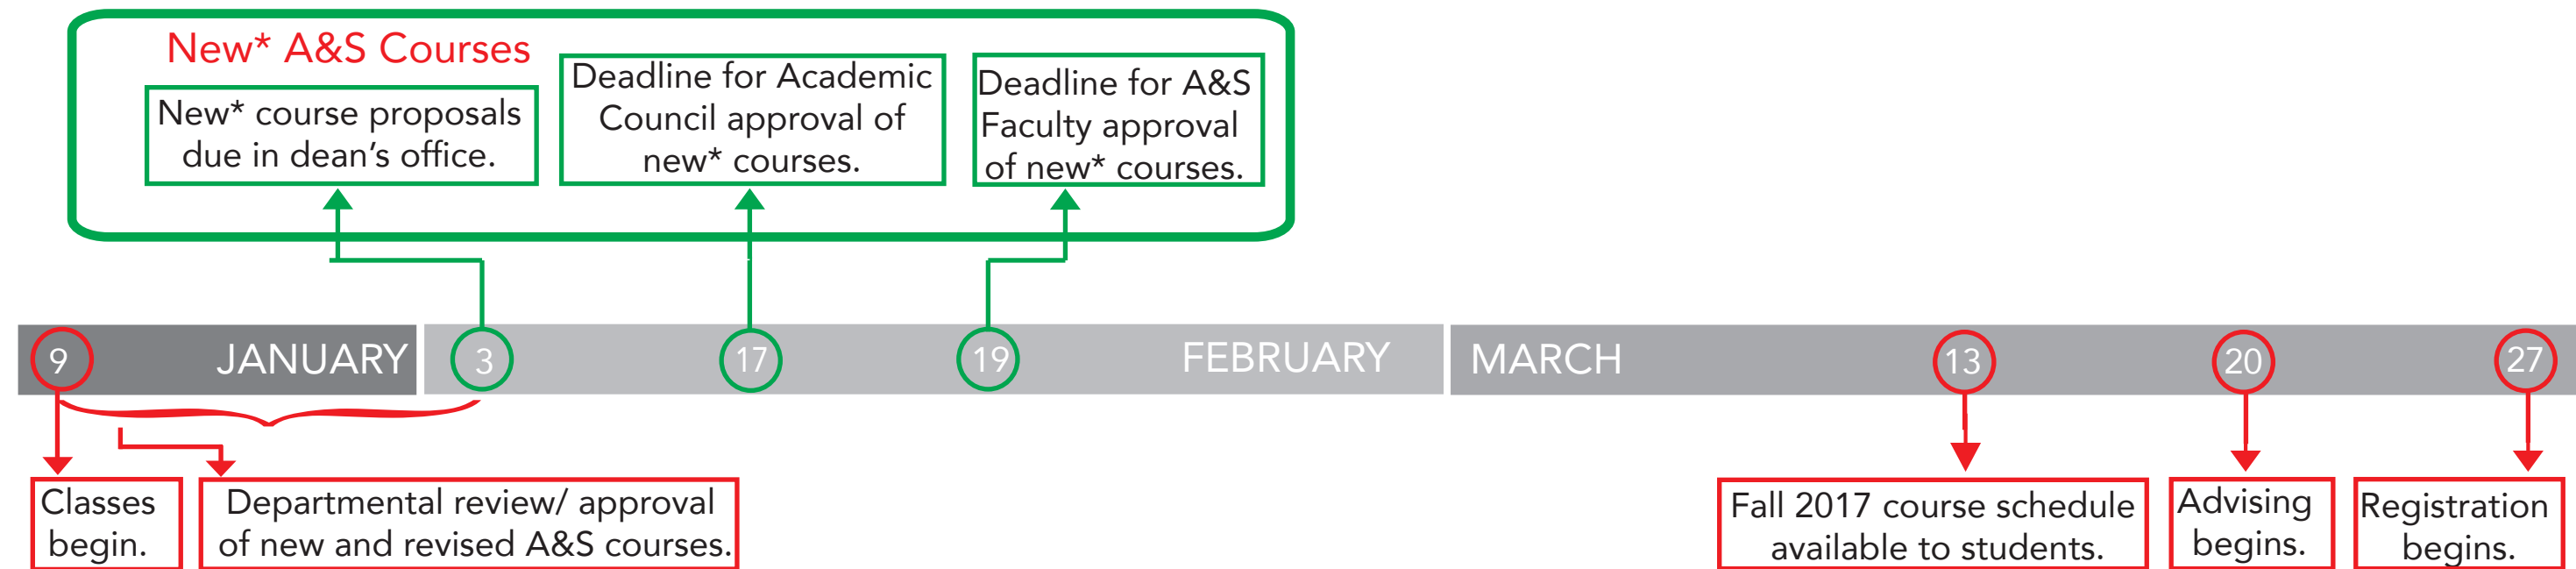 New* A&S Courses
New* course proposals
due in dean’s office.
Deadline for Academic
Council approval of
new* courses.
Deadline for A&S
Faculty approval
of new* courses.
9
JANUARY
3
17
19
FEBRUARY
MARCH
13
20
27
Classes
begin.
Departmental review/ approval
of new and revised A&S courses.
Fall 2017 course schedule
available to students.
Advising
begins.
Registration
begins.